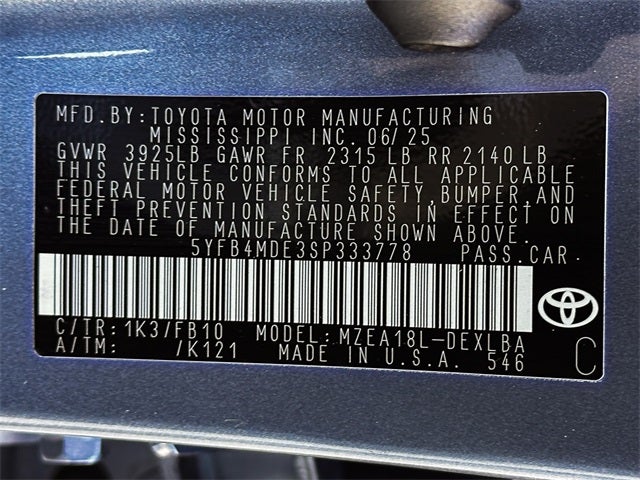 MFD.BY:TOYOTA MOTOR MANUFACTURING
MISSISSIPPI INC. 06/25
GVWR 3925LB GAWR FR 2315 LB RR 2140 LB
THIS VEHICLE CONFORMS TO ALL APPLICABLE
FEDERAL MOTOR VEHICLE SAFETY,BUMPER,AND
THEFT PREVENTION STANDARDS IN EFFECT ON
THE DATE OF MANUFACTURE SHOWN ABOVE.
5YFB4MDE3SP333778 PASS.CAR.
C/TR:1K3/FB10 MODEL:MZEA18L-DEXLBA
A/TM: /K121 MADE IN U.S.A. 546 C